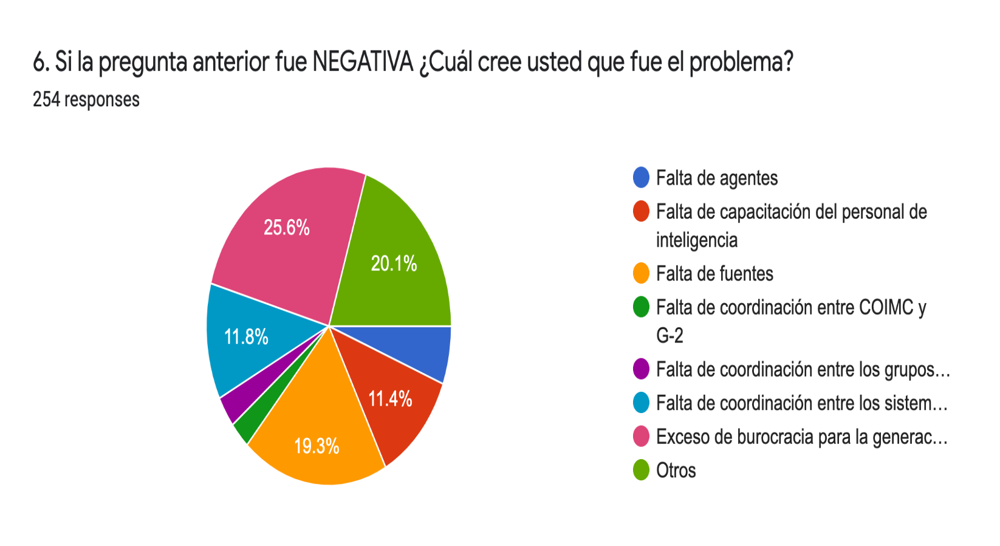 6. Si la pregunta anterior fue NEGATIVA ¿Cuál cree usted que fue el problema?
254 responses
25.6%
20.1%
11.8%
11.4%
19.3%
Falta de agentes
Falta de capacitación del personal de
inteligencia
Falta de fuentes
Falta de coordinación entre COIMC y
G-2
Falta de coordinación entre los grupos…
Falta de coordinación entre los sistem…
Exceso de burocracia para la generac…
Otros